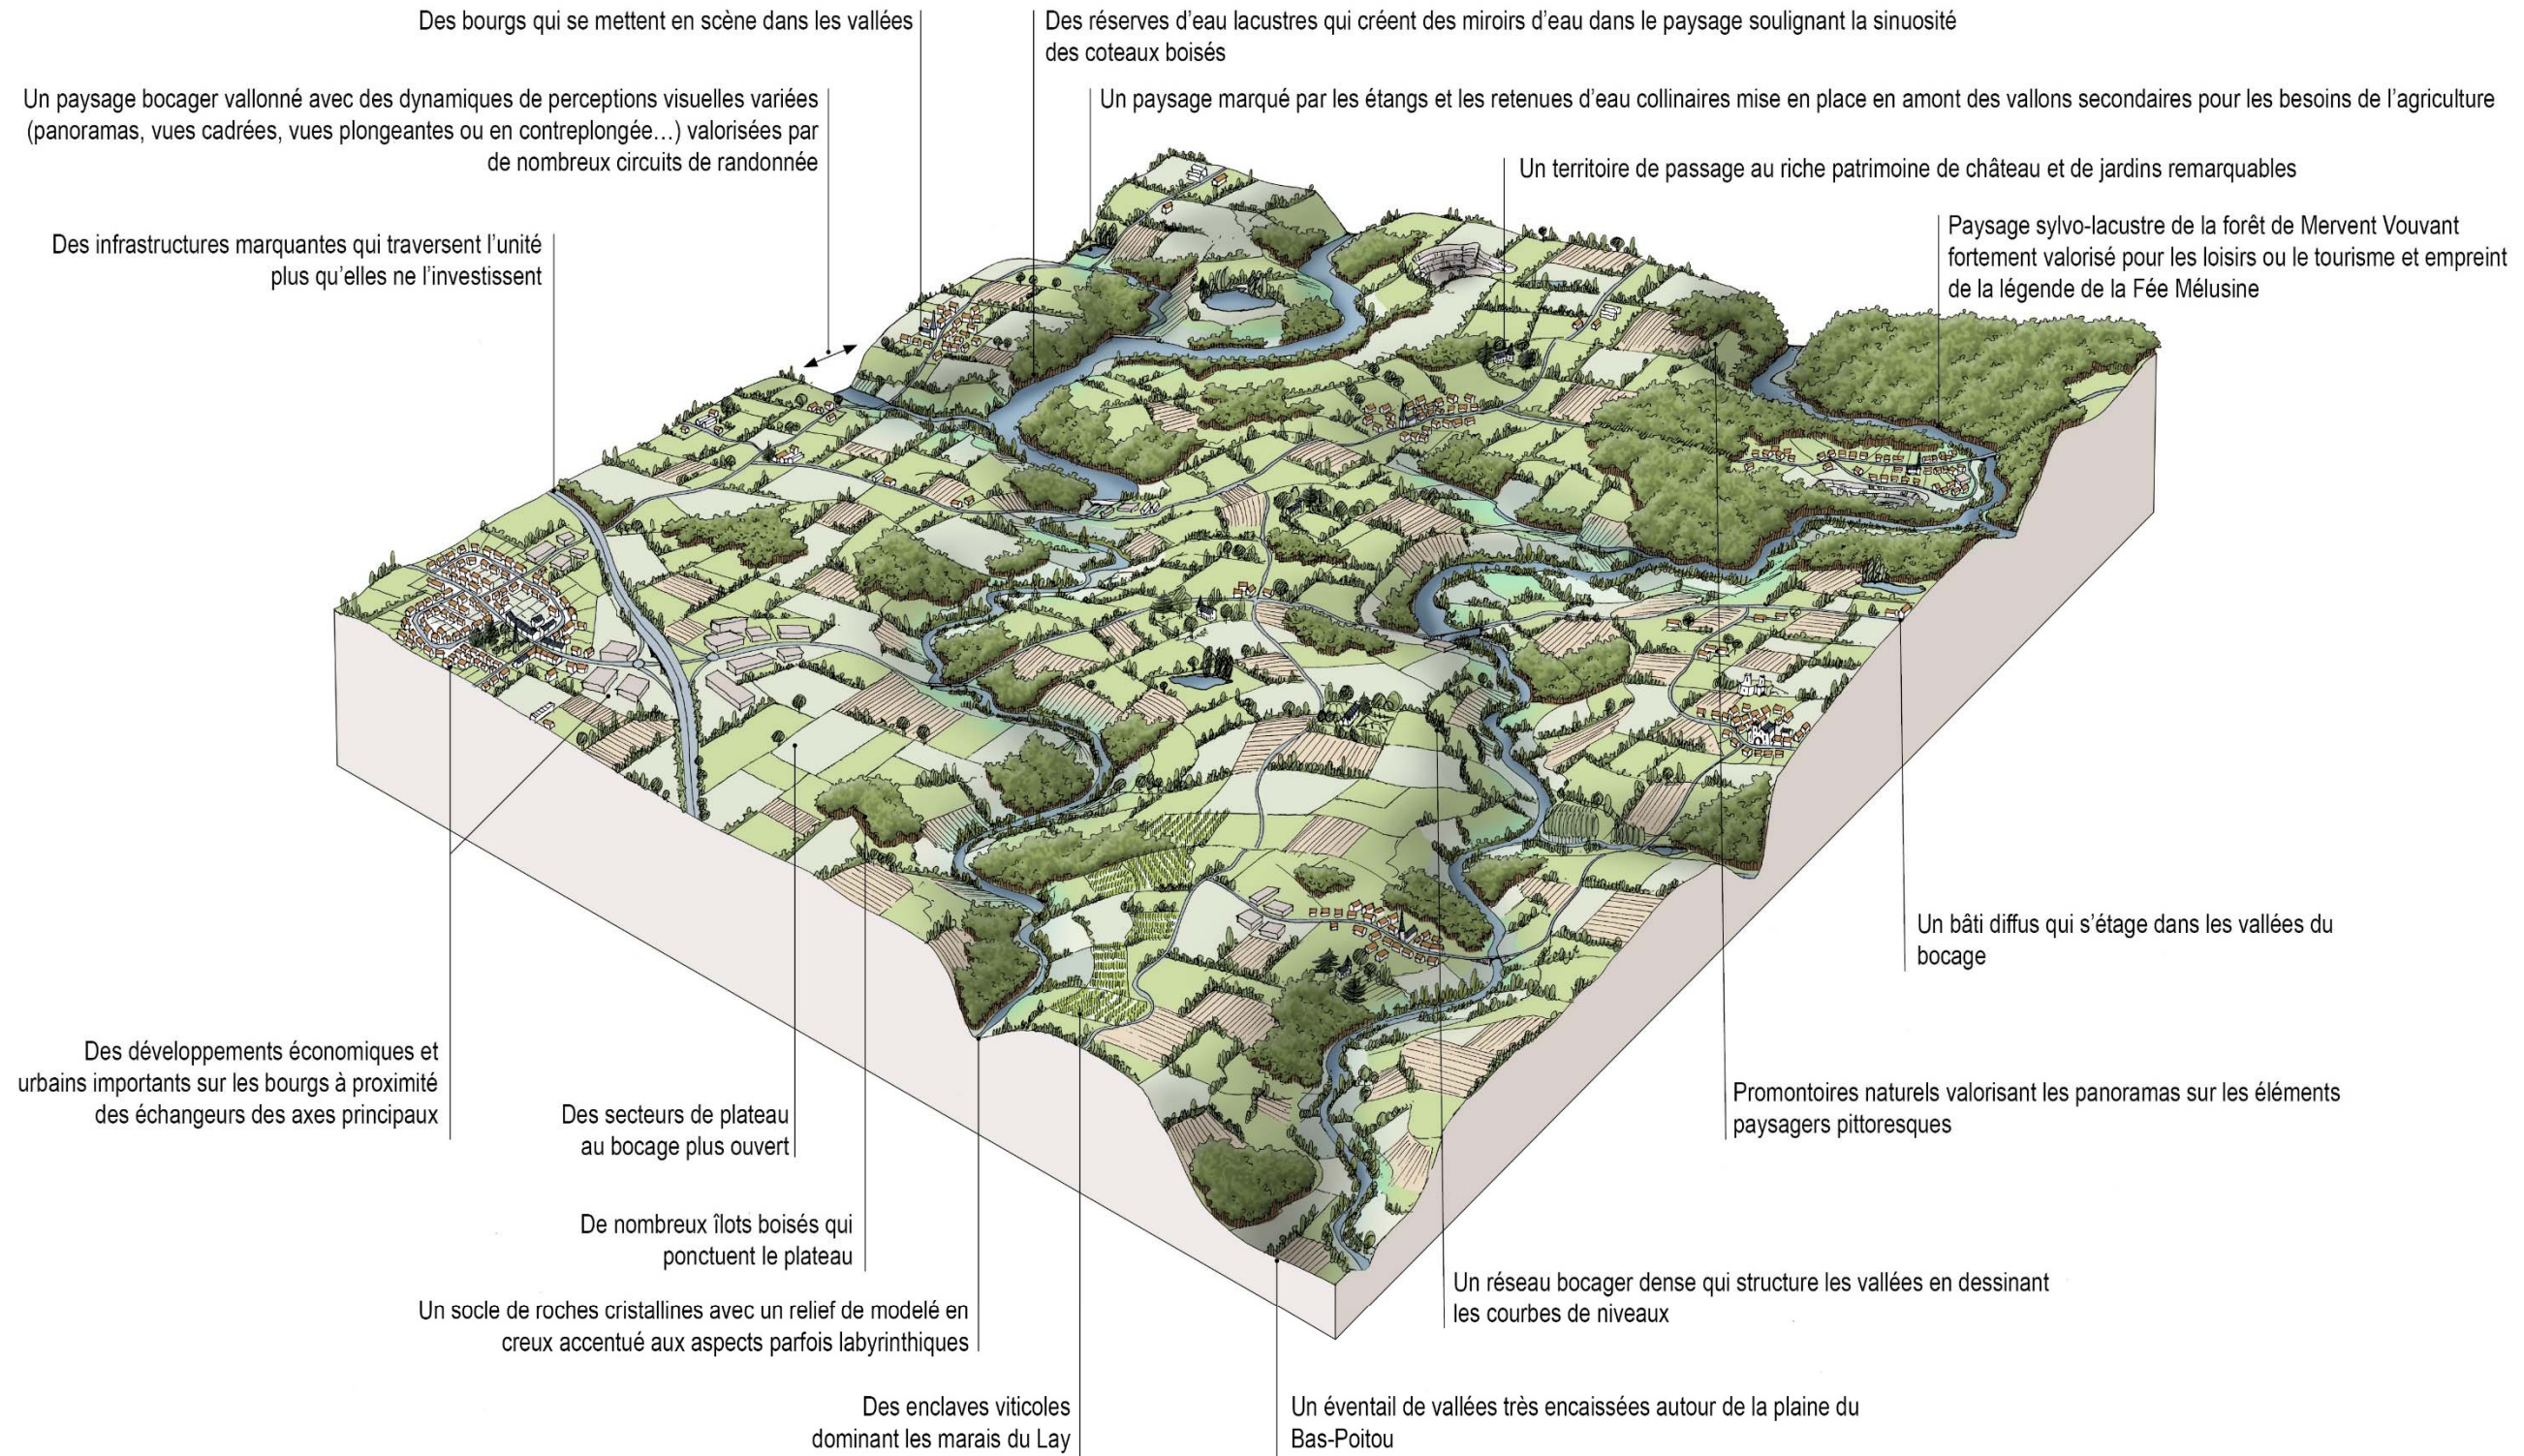 Des bourgs qui se mettent en scène dans les vallées
Des réserves d’eau lacustres qui créent des miroirs d’eau dans le paysage soulignant la sinuosité
des coteaux boisés
Un paysage bocager vallonné avec des dynamiques de perceptions visuelles variées
(panoramas, vues cadrées, vues plongeantes ou en contreplongée…) valorisées par
de nombreux circuits de randonnée
Un paysage marqué par les étangs et les retenues d’eau collinaires mise en place en amont des vallons secondaires pour les besoins de l’agriculture
Un territoire de passage au riche patrimoine de château et de jardins remarquables
Des infrastructures marquantes qui traversent l’unité
plus qu’elles ne l’investissent
Paysage sylvo-lacustre de la forêt de Mervent Vouvant
fortement valorisé pour les loisirs ou le tourisme et empreint
de la légende de la Fée Mélusine
Un bâti diffus qui s’étage dans les vallées du
bocage
Des développements économiques et
urbains importants sur les bourgs à proximité
des échangeurs des axes principaux
Des secteurs de plateau
au bocage plus ouvert
Promontoires naturels valorisant les panoramas sur les éléments
paysagers pittoresques
De nombreux îlots boisés qui
ponctuent le plateau
Un socle de roches cristallines avec un relief de modelé en
creux accentué aux aspects parfois labyrinthiques
Un réseau bocager dense qui structure les vallées en dessinant
les courbes de niveaux
Des enclaves viticoles
dominant les marais du Lay
Un éventail de vallées très encaissées autour de la plaine du
Bas-Poitou